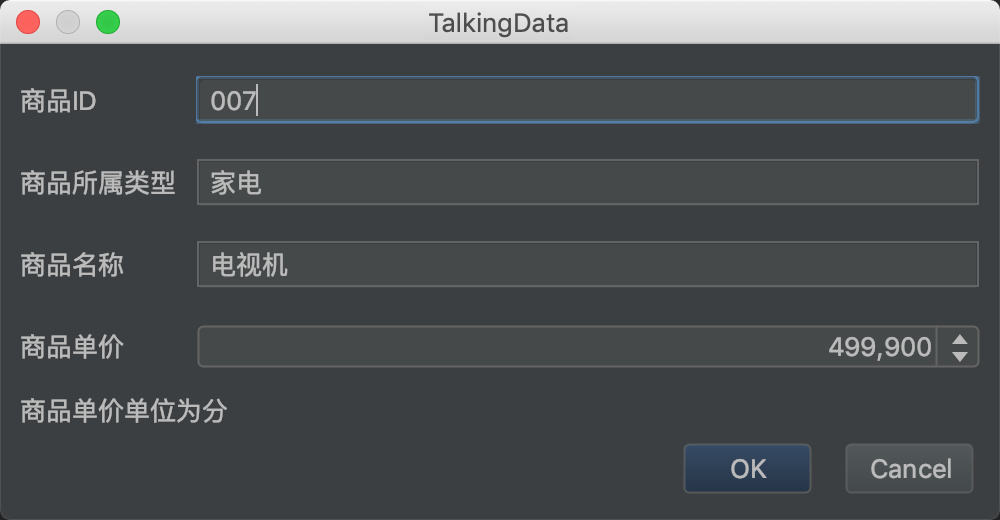 TalkingData
商品ID 007
商品所属类型 家电
商品名称 电视机
商品单价 499,900
商品单价单位为分
OK Cancel